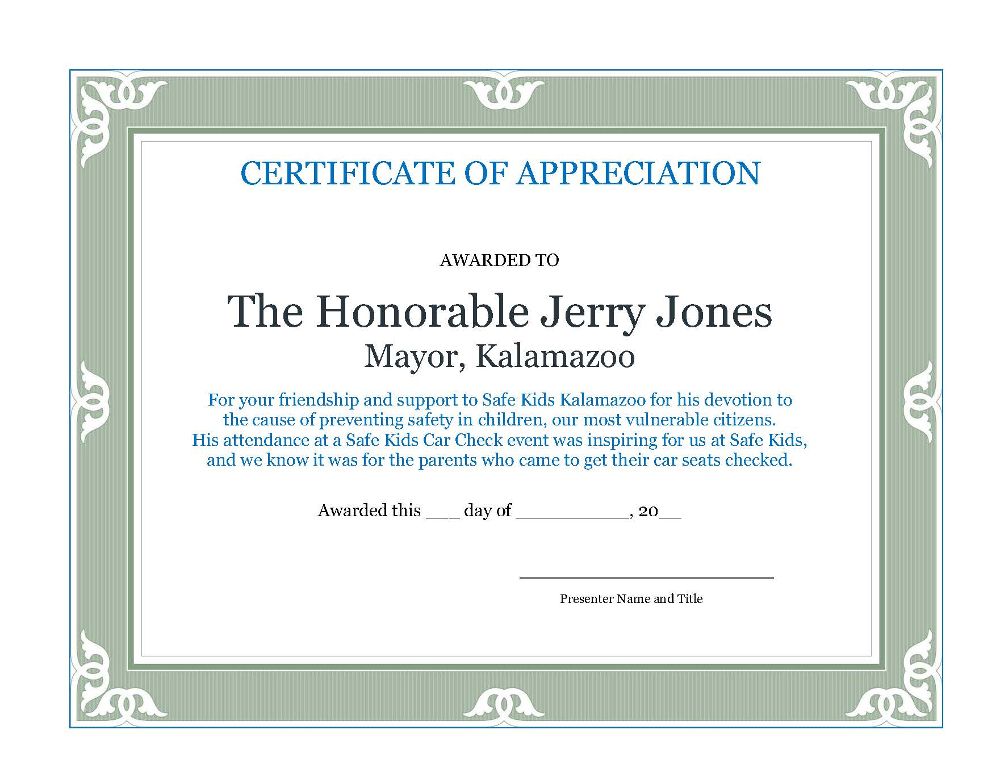 CERTIFICATE OF APPRECIATION
AWARDED TO
The Honorable Jerry Jones
Mayor, Kalamazoo
For your friendship and support to Safe Kids Kalamazoo for his devotion to
the cause of preventing safety in children, our most vulnerable citizens.
His attendance at a Safe Kids Car Check event was inspiring for us at Safe Kids,
and we know it was for the parents who came to get their car seats checked.
Awarded this ___ day of __________, 20__
Presenter Name and Title